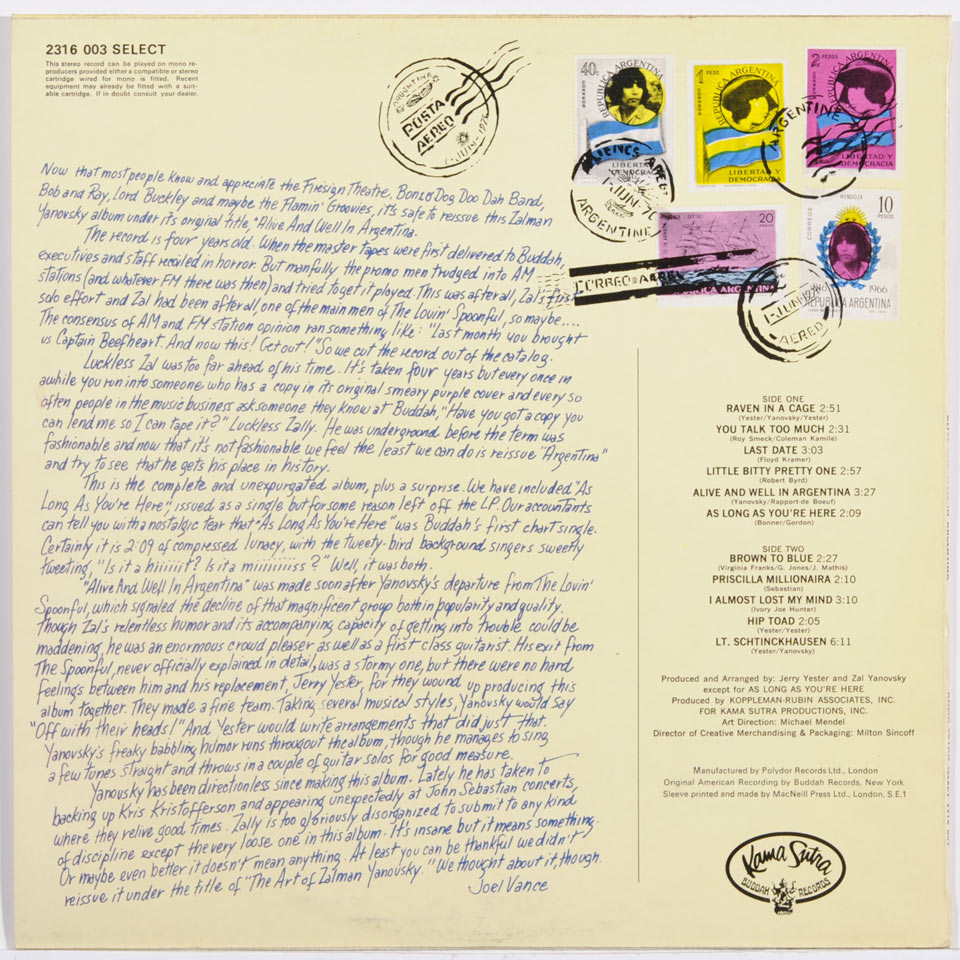 2316 003 SELECT
This stereo record can be played on mono re-
producers provided either a compatible or stereo
cartridge wired for mono is fitted. Recent
equipment may already be fitted with a suit-
able cartridge. If in doubt consult your dealer.
ARGENTINA
POSTA
AEREO
1-JUN-1970
40c
REPUBLICA ARGENTINA
LIBERTAD Y
DEMOCRACIA
PESO
REPUBLICA ARGENTINA
LIBERTAD Y
DEMOCRACIA
2 PESO
REPUBLICA ARGENTINA
LIBERTAD Y
DEMOCRACIA
ARGENTINE
BUENOS AIRES
1-JUN-70
ARGENTINE
20
REPUBLICA ARGENTINA
CORREO AEREO
MENDOZA
CORREOS
10
PESOS
1966
REPUBLICA ARGENTINA
1-JUN-1970
AEREO
Now that most people know and appreciate the Firesign Theatre, Bonzo Dog Doo Dah Band,
Bob and Ray, Lord Buckley and maybe the Flamin' Groovies, it's safe to reissue this Zalman
Yanovsky album under its original title, "Alive And Well In Argentina.
The record is four years old. When the master tapes were first delivered to Buddah,
executives and staff recoiled in horror. But manfully the promo men trudged into AM
stations (and whatever FM there was then) and tried to get it played. This was after all, Zal's first
solo effort and Zal had been after all, one of the main men of The Lovin' Spoonful, so maybe....
The consensus of AM and FM station opinion ran something like: "Last month you brought
us Captain Beefheart. And now this! Get out!" So we cut the record out of the catalog.
Luckless Zal was too far ahead of his time. It's taken four years but every once in
awhile you run into someone who has a copy in its original smeary purple cover and every so
often people in the music business ask someone they know at Buddah, "Have you got a copy you
can lend me so I can tape it?" Luckless Zally. He was underground before the term was
fashionable and now that it's not fashionable we feel the least we can do is reissue "Argentina"
and try to see that he gets his place in history.
This is the complete and unexpurgated album, plus a surprise. We have included "As
Long As You're Here," issued as a single but for some reason left off the LP. Our accountants
can tell you with a nostalgic tear that "As Long As You're Here" was Buddah's first chart single.
Certainly it is 2:09 of compressed lunacy, with the tweety-bird background singers sweetly
tweeting, "Is it a hiiiiit? Is it a miiiiiiiss?" Well, it was both.
"Alive And Well In Argentina" was made soon after Yanovsky's departure from The Lovin'
Spoonful, which signaled the decline of that magnificent group both in popularity and quality.
Though Zal's relentless humor and its accompanying capacity of getting into trouble could be
maddening, he was an enormous crowd pleaser as well as a first class guitarist. His exit from
The Spoonful, never officially explained in detail, was a stormy one, but there were no hard
feelings between him and his replacement, Jerry Yester, for they wound up producing this
album together. They made a fine team. Taking several musical styles, Yanovsky would say
"Off with their heads!" And Yester would write arrangements that did just that.
Yanovsky's freaky babbling humor runs througout the album, though he manages to sing
a few tunes straight and throws in a couple of guitar solos for good measure.
Yanovsky has been directionless since making this album. Lately he has taken to
backing up Kris Kristofferson and appearing unexpectedly at John Sebastian concerts,
where they relive good times. Zally is too gloriously disorganized to submit to any kind
of discipline except the very loose one in this album. It's insane but it means something.
Or maybe even better it doesn't mean anything. At least you can be thankful we didn't
reissue it under the title of "The Art of Zalman Yanovsky." We thought about it, though.
Joel Vance
SIDE ONE
RAVEN IN A CAGE 2:51
(Yester/Yanovsky/Yester)
YOU TALK TOO MUCH 2:31
(Roy Smeck/Coleman Kamile)
LAST DATE 3:03
(Floyd Kramer)
LITTLE BITTY PRETTY ONE 2:57
(Robert Byrd)
ALIVE AND WELL IN ARGENTINA 3:27
(Yanovsky/Rapport-de Boeuf)
AS LONG AS YOU'RE HERE 2:09
(Bonner/Gordon)
SIDE TWO
BROWN TO BLUE 2:27
(Virginia Franks/G. Jones/J. Mathis)
PRISCILLA MILLIONAIRA 2:10
(Sebastian)
I ALMOST LOST MY MIND 3:10
(Ivory Joe Hunter)
HIP TOAD 2:05
(Yester/Yester)
LT. SCHTINCKHAUSEN 6:11
(Yester/Yanovsky)
Produced and Arranged by: Jerry Yester and Zal Yanovsky
except for AS LONG AS YOU'RE HERE
Produced by KOPPLEMAN-RUBIN ASSOCIATES, INC.
FOR KAMA SUTRA PRODUCTIONS, INC.
Art Direction: Michael Mendel
Director of Creative Merchandising & Packaging: Milton Sincoff
Manufactured by Polydor Records Ltd., London
Original American Recording by Buddah Records, New York
Sleeve printed and made by MacNeill Press Ltd., London, S.E.1
Kama Sutra
BUDDAH RECORDS